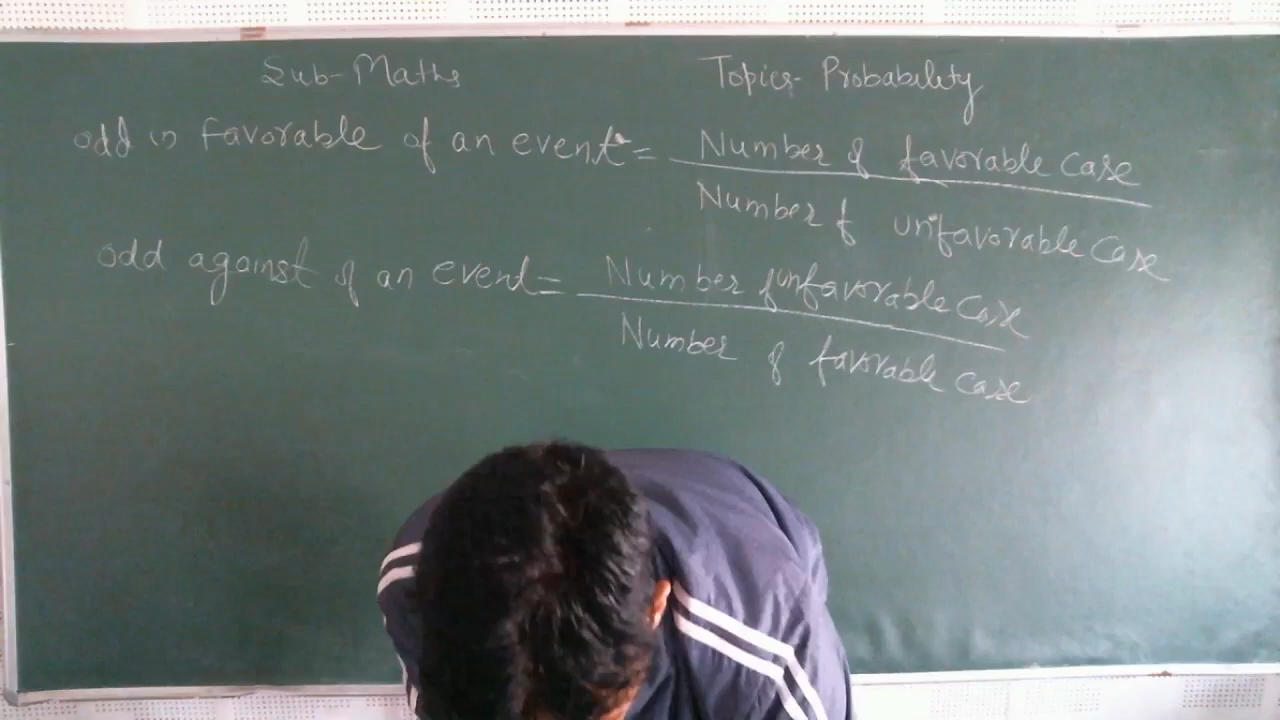 Sub-Maths Topics- Probability
odd in favorable of an event = Number of favorable case
Number of unfavorable case
odd against of an event = Number of unfavorable case
Number of favorable case